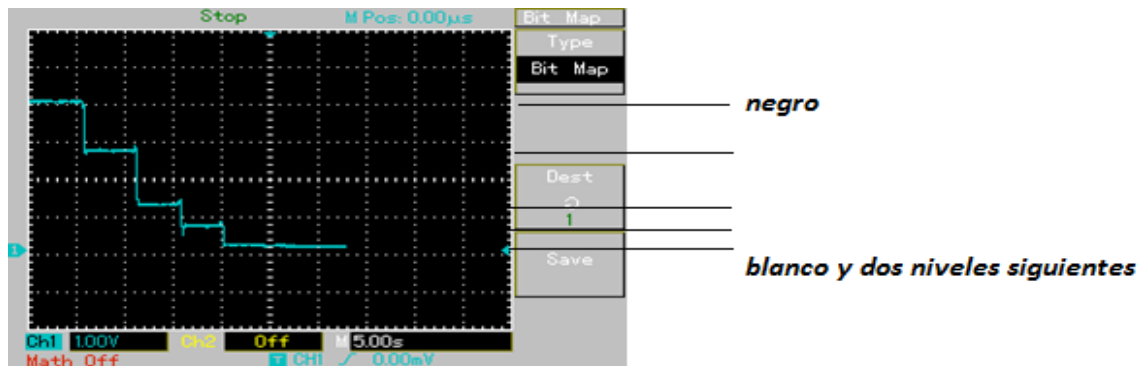 Stop M Pos: 0.00µs Bit Map
Type
Bit Map
negro
Dest
1
1
Save
blanco y dos niveles siguientes
Ch1 1.00V Ch2 Off M 5.00s
Math Off T CH1 0.00mV